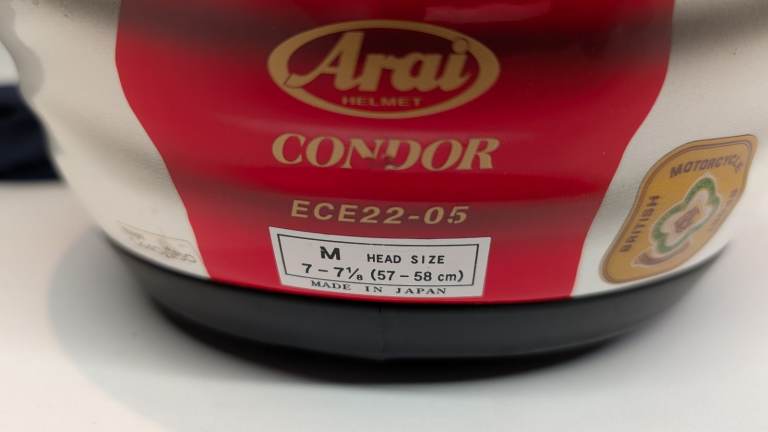 Arai
HELMET
CONDOR
ECE22-05
M HEAD SIZE
7 – 7⅛ (57 – 58 cm)
MADE IN JAPAN
BRITISH
MOTORCYCLE